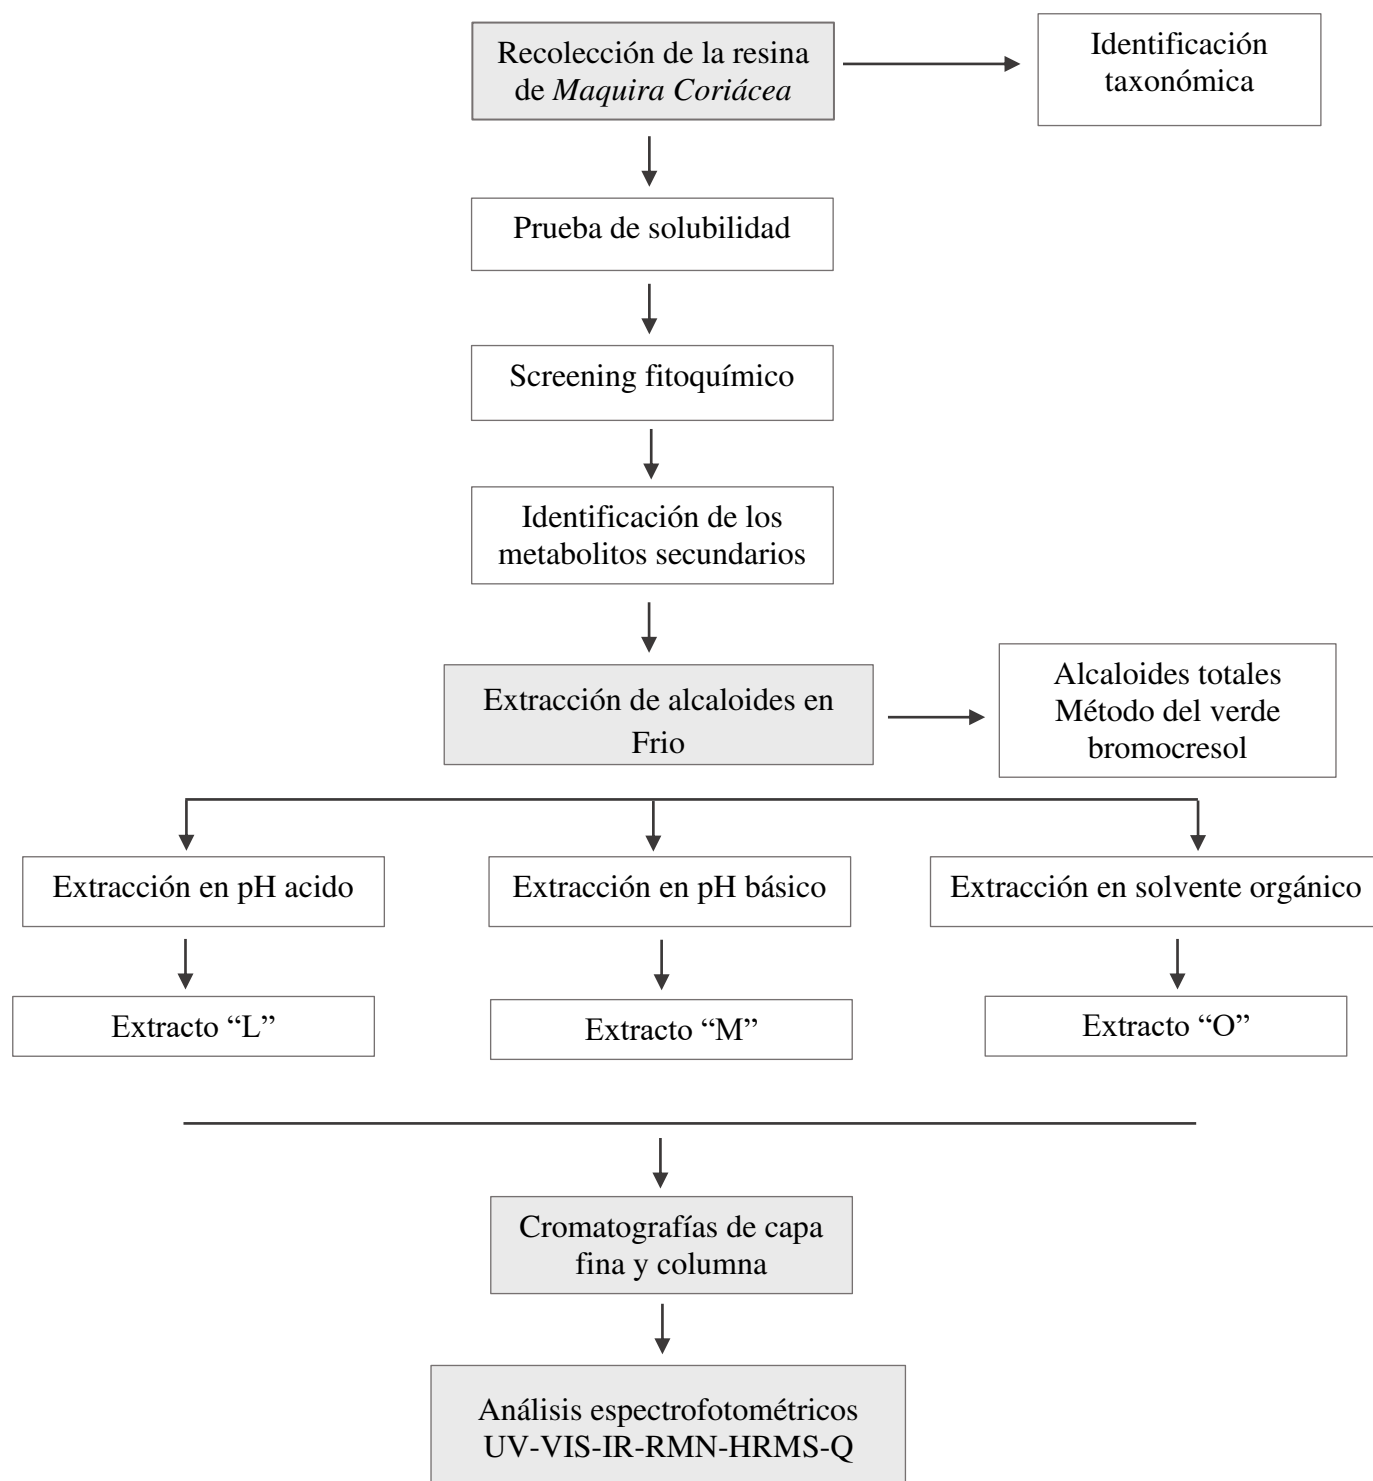 Recolección de la resina
de Maquira Coriácea
Identificación
taxonómica
Prueba de solubilidad
Screening fitoquímico
Identificación de los
metabolitos secundarios
Extracción de alcaloides en
Frio
Alcaloides totales
Método del verde
bromocresol
Extracción en pH acido
Extracción en pH básico
Extracción en solvente orgánico
Extracto “L”
Extracto “M”
Extracto “O”
Cromatografías de capa
fina y columna
Análisis espectrofotométricos
UV-VIS-IR-RMN-HRMS-Q